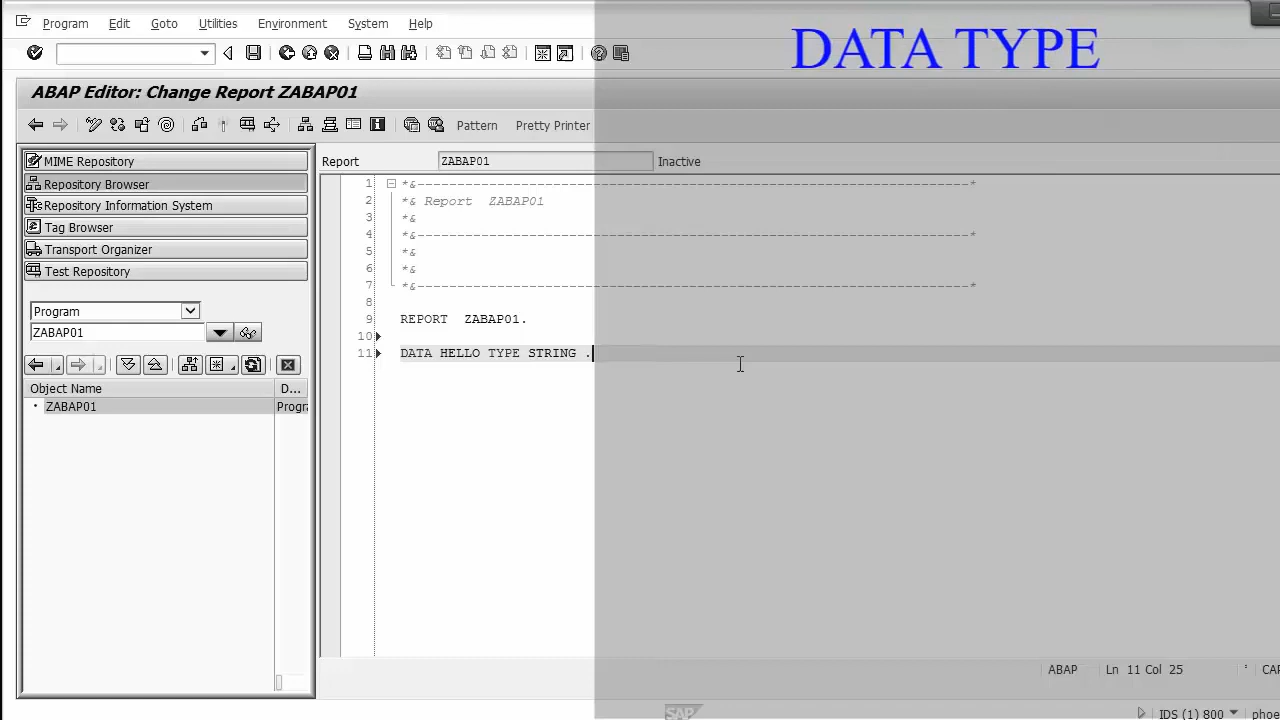 Program Edit Goto Utilities Environment System Help
DATA TYPE
ABAP Editor: Change Report ZABAP01
Pattern Pretty Printer
MIME Repository
Repository Browser
Repository Information System
Tag Browser
Transport Organizer
Test Repository
Program
ZABAP01
Object Name D...
ZABAP01 Progra
Report ZABAP01 Inactive
1 *&---------------------------------------------------------------------*
2 *& Report ZABAP01
3 *&
4 *&---------------------------------------------------------------------*
5 *&
6 *&
7 *&---------------------------------------------------------------------*
8
9 REPORT ZABAP01.
10
11 DATA HELLO TYPE STRING .
ABAP Ln 11 Col 25 CAP
SAP
IDS (1) 800 phoe